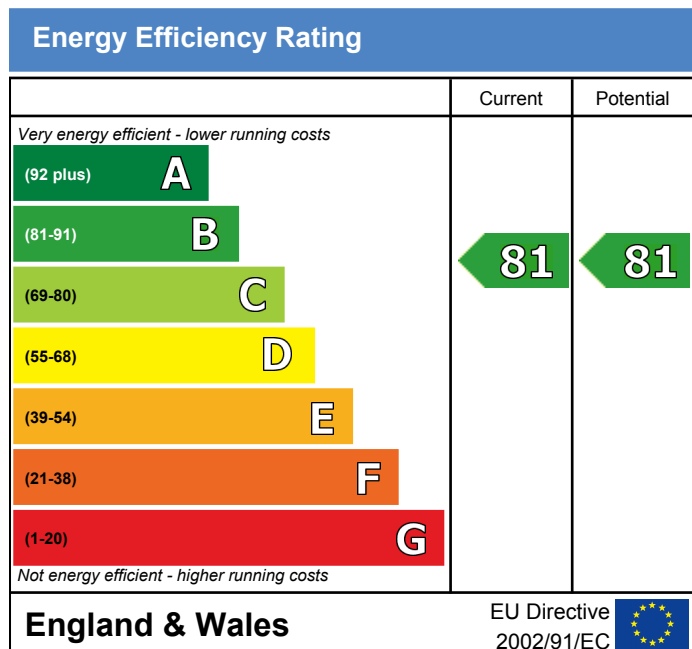 Energy Efficiency Rating
Current Potential
Very energy efficient - lower running costs
(92 plus) A
(81-91) B
81 81
(69-80) C
(55-68) D
(39-54) E
(21-38) F
(1-20) G
Not energy efficient - higher running costs
England & Wales
EU Directive
2002/91/EC